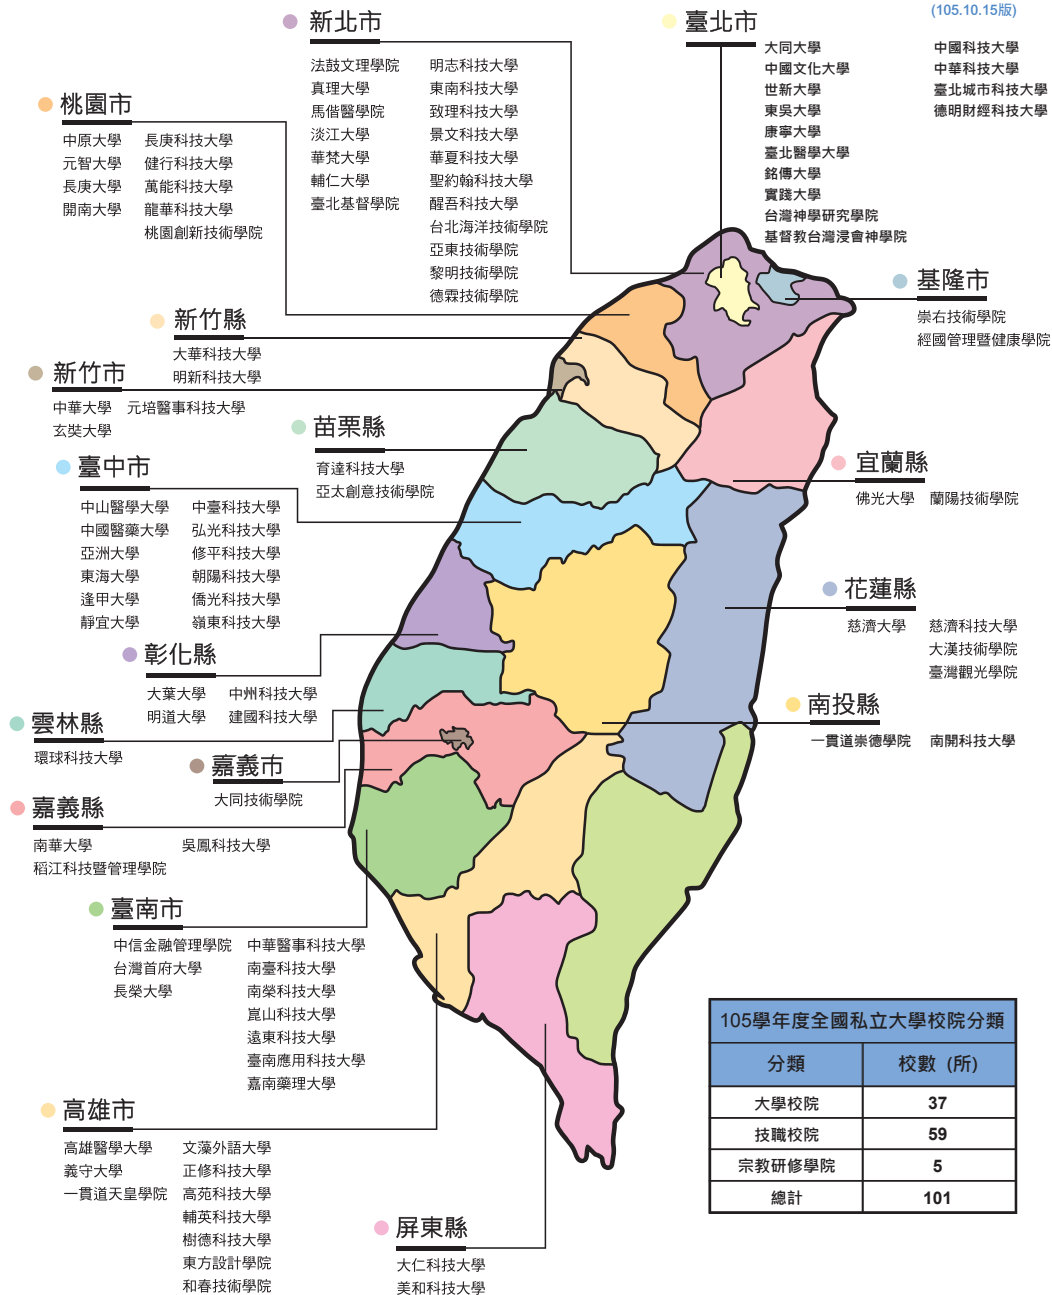 (105.10.15版)
新北市
法鼓文理學院
真理大學
馬偕醫學院
淡江大學
華梵大學
輔仁大學
臺北基督學院
明志科技大學
東南科技大學
致理科技大學
景文科技大學
華夏科技大學
聖約翰科技大學
醒吾科技大學
台北海洋技術學院
亞東技術學院
黎明技術學院
德霖技術學院
臺北市
大同大學
中國文化大學
世新大學
東吳大學
康寧大學
臺北醫學大學
銘傳大學
實踐大學
台灣神學研究學院
基督教台灣浸會神學院
中國科技大學
中華科技大學
臺北城市科技大學
德明財經科技大學
桃園市
中原大學
元智大學
長庚大學
開南大學
長庚科技大學
健行科技大學
萬能科技大學
龍華科技大學
桃園創新技術學院
基隆市
崇右技術學院
經國管理暨健康學院
新竹縣
大華科技大學
明新科技大學
新竹市
中華大學
玄奘大學
元培醫事科技大學
苗栗縣
育達科技大學
亞太創意技術學院
宜蘭縣
佛光大學
蘭陽技術學院
臺中市
中山醫學大學
中國醫藥大學
亞洲大學
東海大學
逢甲大學
靜宜大學
中臺科技大學
弘光科技大學
修平科技大學
朝陽科技大學
僑光科技大學
嶺東科技大學
花蓮縣
慈濟大學
慈濟科技大學
大漢技術學院
臺灣觀光學院
彰化縣
大葉大學
明道大學
中州科技大學
建國科技大學
南投縣
一貫道崇德學院
南開科技大學
雲林縣
環球科技大學
嘉義市
大同技術學院
嘉義縣
南華大學
稻江科技暨管理學院
吳鳳科技大學
臺南市
中信金融管理學院
台灣首府大學
長榮大學
中華醫事科技大學
南臺科技大學
南榮科技大學
崑山科技大學
遠東科技大學
臺南應用科技大學
嘉南藥理大學
高雄市
高雄醫學大學
義守大學
一貫道天皇學院
文藻外語大學
正修科技大學
高苑科技大學
輔英科技大學
樹德科技大學
東方設計學院
和春技術學院
屏東縣
大仁科技大學
美和科技大學
105學年度全國私立大學校院分類
分類 校數 (所)
大學校院 37
技職校院 59
宗教研修學院 5
總計 101